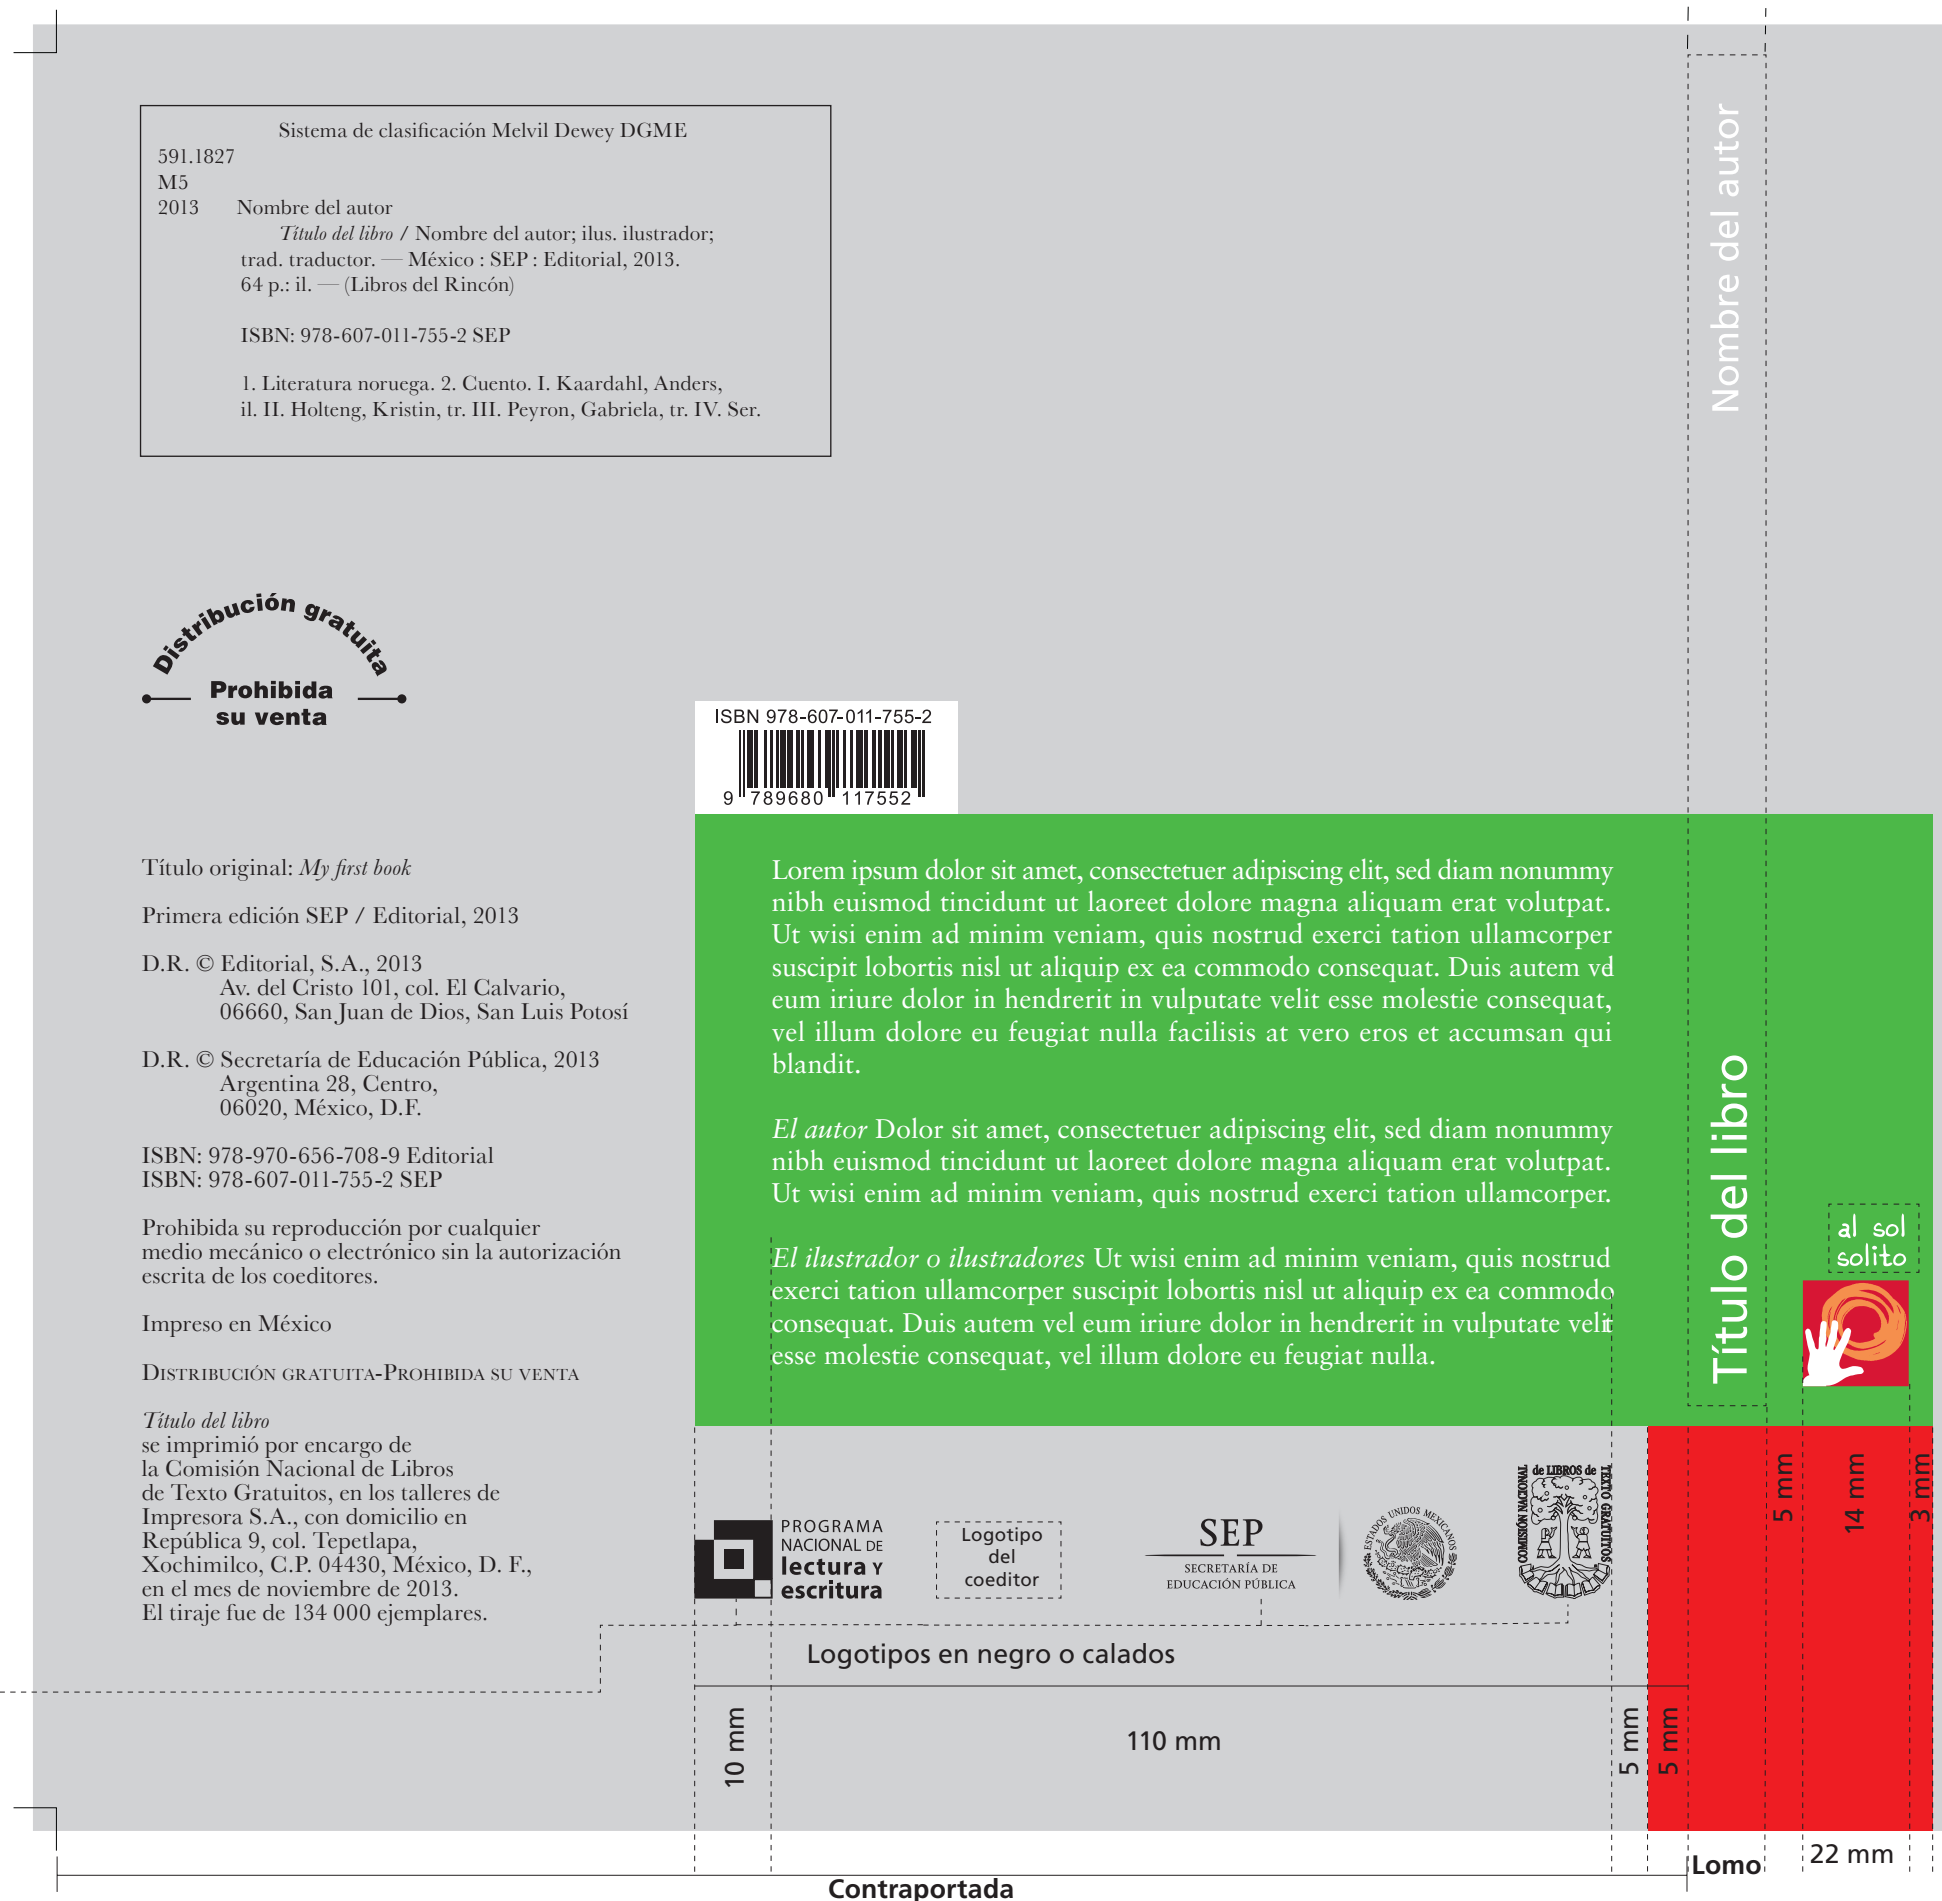 Sistema de clasificación Melvil Dewey DGME
591.1827
M5
2013 Nombre del autor
Título del libro / Nombre del autor; ilus. ilustrador;
trad. traductor. — México : SEP : Editorial, 2013.
64 p.: il. — (Libros del Rincón)
ISBN: 978-607-011-755-2 SEP
1. Literatura noruega. 2. Cuento. I. Kaardahl, Anders,
il. II. Holteng, Kristin, tr. III. Peyron, Gabriela, tr. IV. Ser.
Distribución gratuita
Prohibida
su venta
Título original: My first book
Primera edición SEP / Editorial, 2013
D.R. © Editorial, S.A., 2013
Av. del Cristo 101, col. El Calvario,
06660, San Juan de Dios, San Luis Potosí
D.R. © Secretaría de Educación Pública, 2013
Argentina 28, Centro,
06020, México, D.F.
ISBN: 978-970-656-708-9 Editorial
ISBN: 978-607-011-755-2 SEP
Prohibida su reproducción por cualquier
medio mecánico o electrónico sin la autorización
escrita de los coeditores.
Impreso en México
DISTRIBUCIÓN GRATUITA-PROHIBIDA SU VENTA
Título del libro
se imprimió por encargo de
la Comisión Nacional de Libros
de Texto Gratuitos, en los talleres de
Impresora S.A., con domicilio en
República 9, col. Tepetlapa,
Xochimilco, C.P. 04430, México, D. F.,
en el mes de noviembre de 2013.
El tiraje fue de 134 000 ejemplares.
ISBN 978-607-011-755-2
9 789680 117552
Lorem ipsum dolor sit amet, consectetuer adipiscing elit, sed diam nonummy
nibh euismod tincidunt ut laoreet dolore magna aliquam erat volutpat.
Ut wisi enim ad minim veniam, quis nostrud exerci tation ullamcorper
suscipit lobortis nisl ut aliquip ex ea commodo consequat. Duis autem vel
eum iriure dolor in hendrerit in vulputate velit esse molestie consequat,
vel illum dolore eu feugiat nulla facilisis at vero eros et accumsan qui
blandit.
El autor Dolor sit amet, consectetuer adipiscing elit, sed diam nonummy
nibh euismod tincidunt ut laoreet dolore magna aliquam erat volutpat.
Ut wisi enim ad minim veniam, quis nostrud exerci tation ullamcorper.
El ilustrador o ilustradores Ut wisi enim ad minim veniam, quis nostrud
exerci tation ullamcorper suscipit lobortis nisl ut aliquip ex ea commodo
consequat. Duis autem vel eum iriure dolor in hendrerit in vulputate velit
esse molestie consequat, vel illum dolore eu feugiat nulla.
PROGRAMA
NACIONAL DE
lectura Y
escritura
Logotipo
del
coeditor
SEP
SECRETARÍA DE
EDUCACIÓN PÚBLICA
ESTADOS UNIDOS MEXICANOS
COMISIÓN NACIONAL de LIBROS de TEXTO GRATUITOS
Logotipos en negro o calados
10 mm
110 mm
5 mm
5 mm
Contraportada
Nombre del autor
Título del libro
Lomo
al sol
solito
5 mm
14 mm
3 mm
22 mm